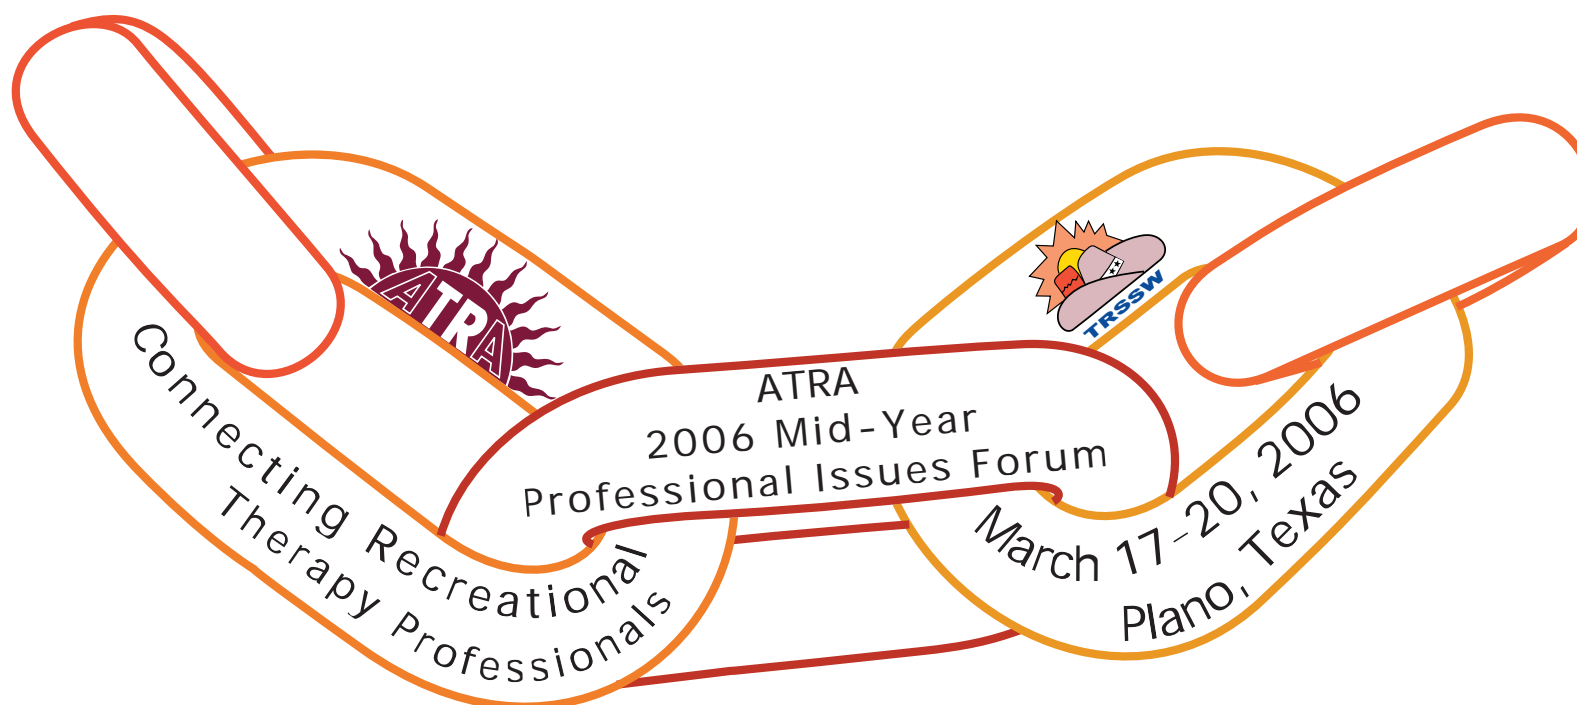 ATRA
Connecting Recreational
Therapy Professionals
ATRA
2006 Mid-Year
Professional Issues Forum
TRSSW
March 17-20, 2006
Plano, Texas